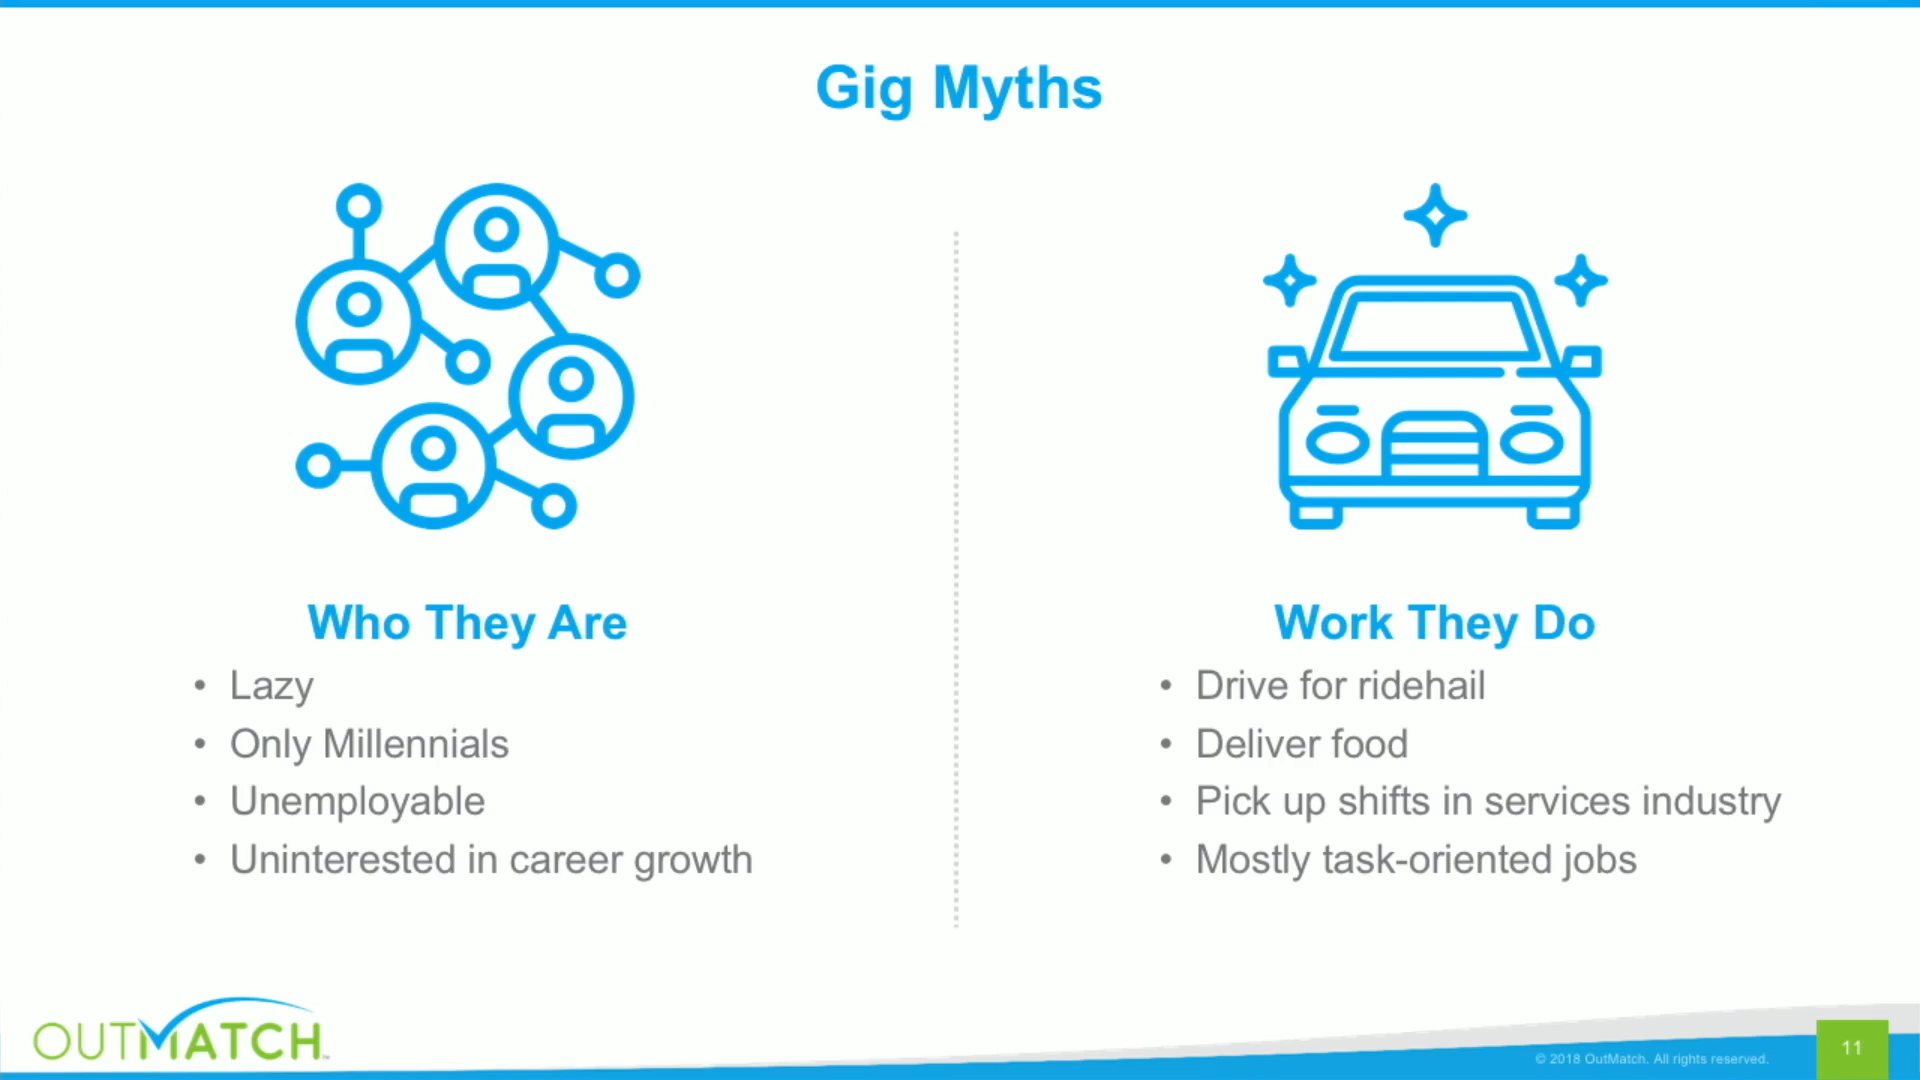 Gig Myths
Who They Are
• Lazy
• Only Millennials
• Unemployable
• Uninterested in career growth
Work They Do
• Drive for ridehail
• Deliver food
• Pick up shifts in services industry
• Mostly task-oriented jobs
OUTMATCH™
© 2018 OutMatch. All rights reserved.
11